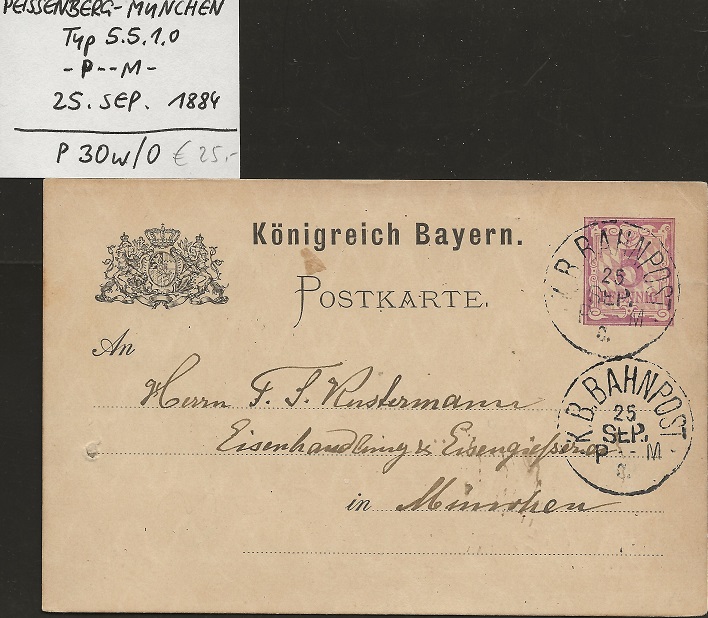 PEISSENBERG-MÜNCHEN
Typ 5.5.1.0
-P--M-
25. SEP. 1884
P 30w/0 € 25,-
Königreich Bayern.
POSTKARTE.
K.B. BAHNPOST
25
SEP.
M
An
Herrn F. S. Kustermann
Eisenhandlung & Eisengießerei
in München
K.B. BAHNPOST
25
SEP.
P -- M